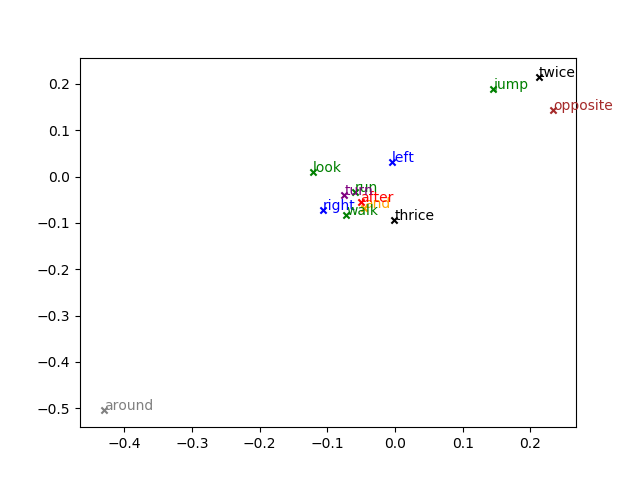 twice
0.2
jump
opposite
0.1
left
look
0.0
run
turn
after
and
right
walk
thrice
−0.1
−0.2
−0.3
−0.4
around
−0.5
−0.4 −0.3 −0.2 −0.1 0.0 0.1 0.2